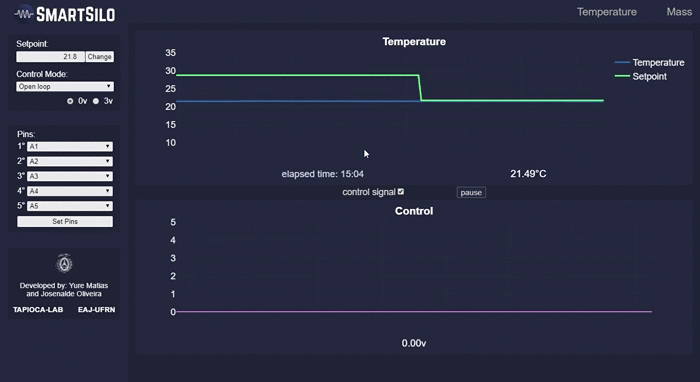 SMARTSILO
Temperature Mass
Setpoint:
21.8 Change
Control Mode:
Open loop
0v 3v
Pins:
1° A1
2° A2
3° A3
4° A4
5° A5
Set Pins
Developed by: Yure Matias
and Josenalde Oliveira
TAPIOCA-LAB EAJ-UFRN
Temperature
35
30
25
20
15
10
Temperature
Setpoint
elapsed time: 15:04
21.49°C
control signal
pause
Control
5
4
3
2
1
0
0.00v